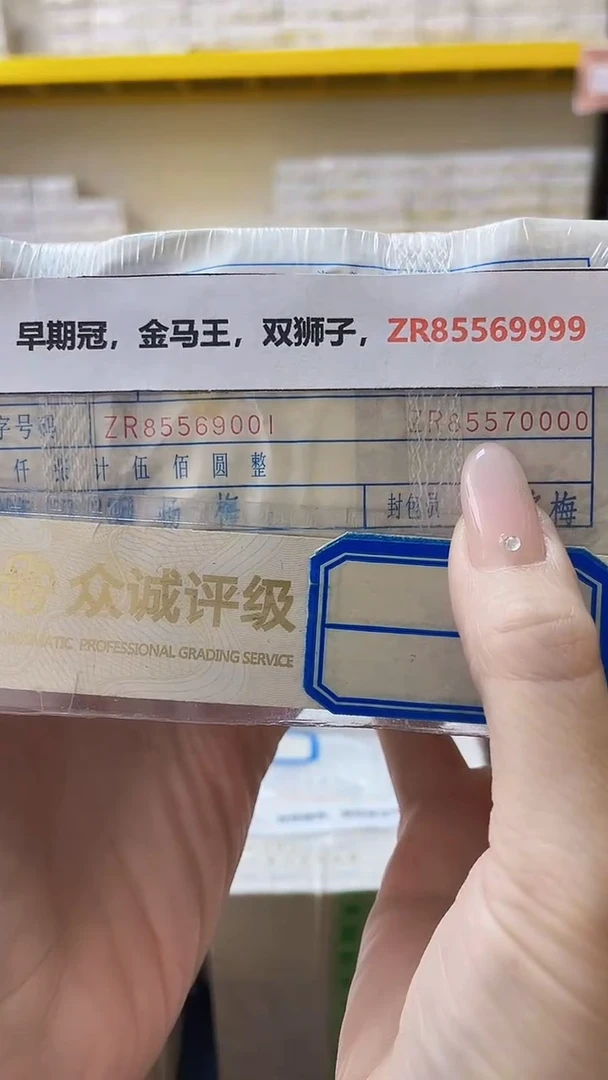 早期冠，金马王，双狮子，ZR85569999
字号码 ZR85569001 ZR85570000
仟张 计伍佰圆整
梅 封包员 梅
众诚评级
PROFESSIONAL GRADING SERVICE